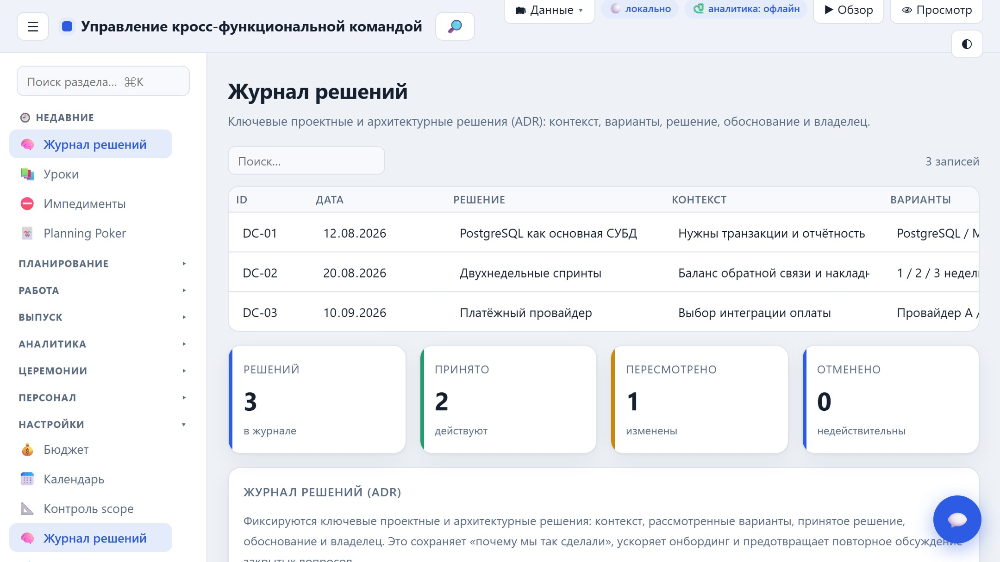 ☰ Управление кросс-функциональной командой
Данные ▾ локально аналитика: офлайн ▶ Обзор Просмотр
Поиск раздела... ⌘K
НЕДАВНИЕ
Журнал решений
Уроки
Импедименты
Planning Poker
ПЛАНИРОВАНИЕ
РАБОТА
ВЫПУСК
АНАЛИТИКА
ЦЕРЕМОНИИ
ПЕРСОНАЛ
НАСТРОЙКИ
Бюджет
Календарь
Контроль scope
Журнал решений
Журнал решений
Ключевые проектные и архитектурные решения (ADR): контекст, варианты, решение, обоснование и владелец.
Поиск...
3 записей
ID ДАТА РЕШЕНИЕ КОНТЕКСТ ВАРИАНТЫ
DC-01 12.08.2026 PostgreSQL как основная СУБД Нужны транзакции и отчётность PostgreSQL /
DC-02 20.08.2026 Двухнедельные спринты Баланс обратной связи и 1 / 2 / 3
DC-03 10.09.2026 Платёжный провайдер Выбор интеграции оплаты Провайдер A /
РЕШЕНИЙ
3
в журнале
ПРИНЯТО
2
действуют
ПЕРЕСМОТРЕНО
1
изменены
ОТМЕНЕНО
0
недействительны
ЖУРНАЛ РЕШЕНИЙ (ADR)
Фиксируются ключевые проектные и архитектурные решения: контекст, рассмотренные варианты, принятое решение,
обоснование и владелец. Это сохраняет «почему мы так сделали», ускоряет онбординг и предотвращает повторное обсуждение
закрытых вопросов.